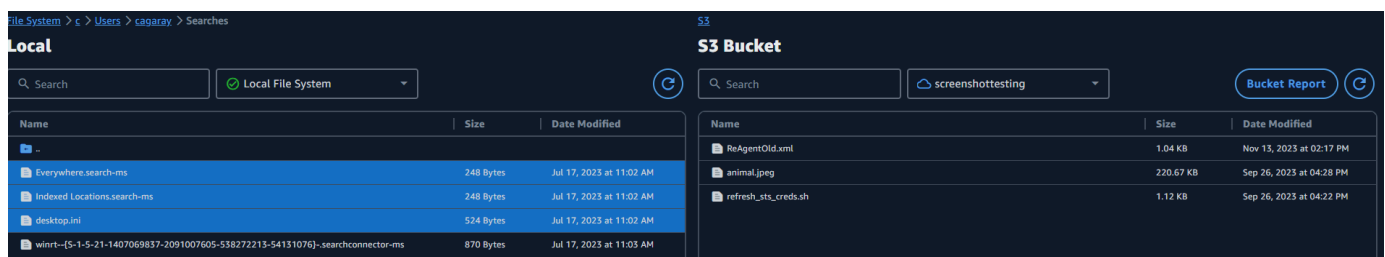 File System > c > Users > cagaray > Searches
Local
Search
Local File System
Name Size Date Modified
..
Everywhere.search-ms 248 Bytes Jul 17, 2023 at 11:02 AM
Indexed Locations.search-ms 248 Bytes Jul 17, 2023 at 11:02 AM
desktop.ini 524 Bytes Jul 17, 2023 at 11:02 AM
winrt--{S-1-5-21-1407069837-2091007605-538272213-54131076}-.searchconnector-ms 870 Bytes Jul 17, 2023 at 11:03 AM
S3
S3 Bucket
Search
screenshottesting
Bucket Report
Name Size Date Modified
ReAgentOld.xml 1.04 KB Nov 13, 2023 at 02:17 PM
animal.jpeg 220.67 KB Sep 26, 2023 at 04:28 PM
refresh_sts_creds.sh 1.12 KB Sep 26, 2023 at 04:22 PM